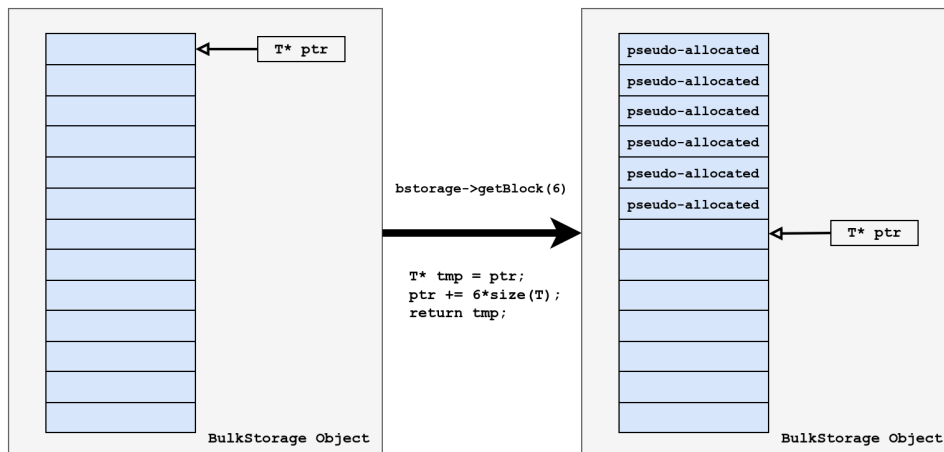 T* ptr
BulkStorage Object
bstorage->getBlock(6)
T* tmp = ptr;
ptr += 6*size(T);
return tmp;
pseudo-allocated
pseudo-allocated
pseudo-allocated
pseudo-allocated
pseudo-allocated
pseudo-allocated
T* ptr
BulkStorage Object